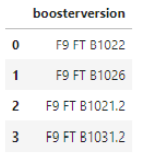 boosterversion
0 F9 FT B1022
1 F9 FT B1026
2 F9 FT B1021.2
3 F9 FT B1031.2